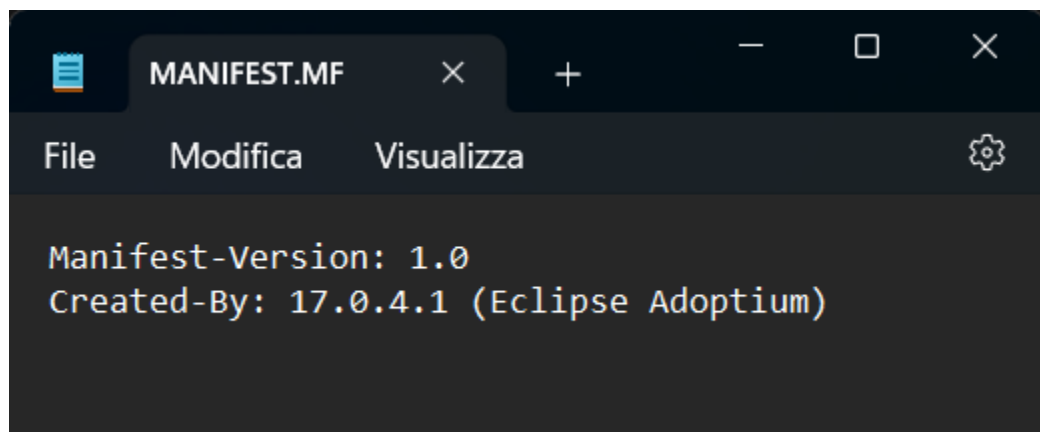 MANIFEST.MF
File Modifica Visualizza
Manifest-Version: 1.0
Created-By: 17.0.4.1 (Eclipse Adoptium)